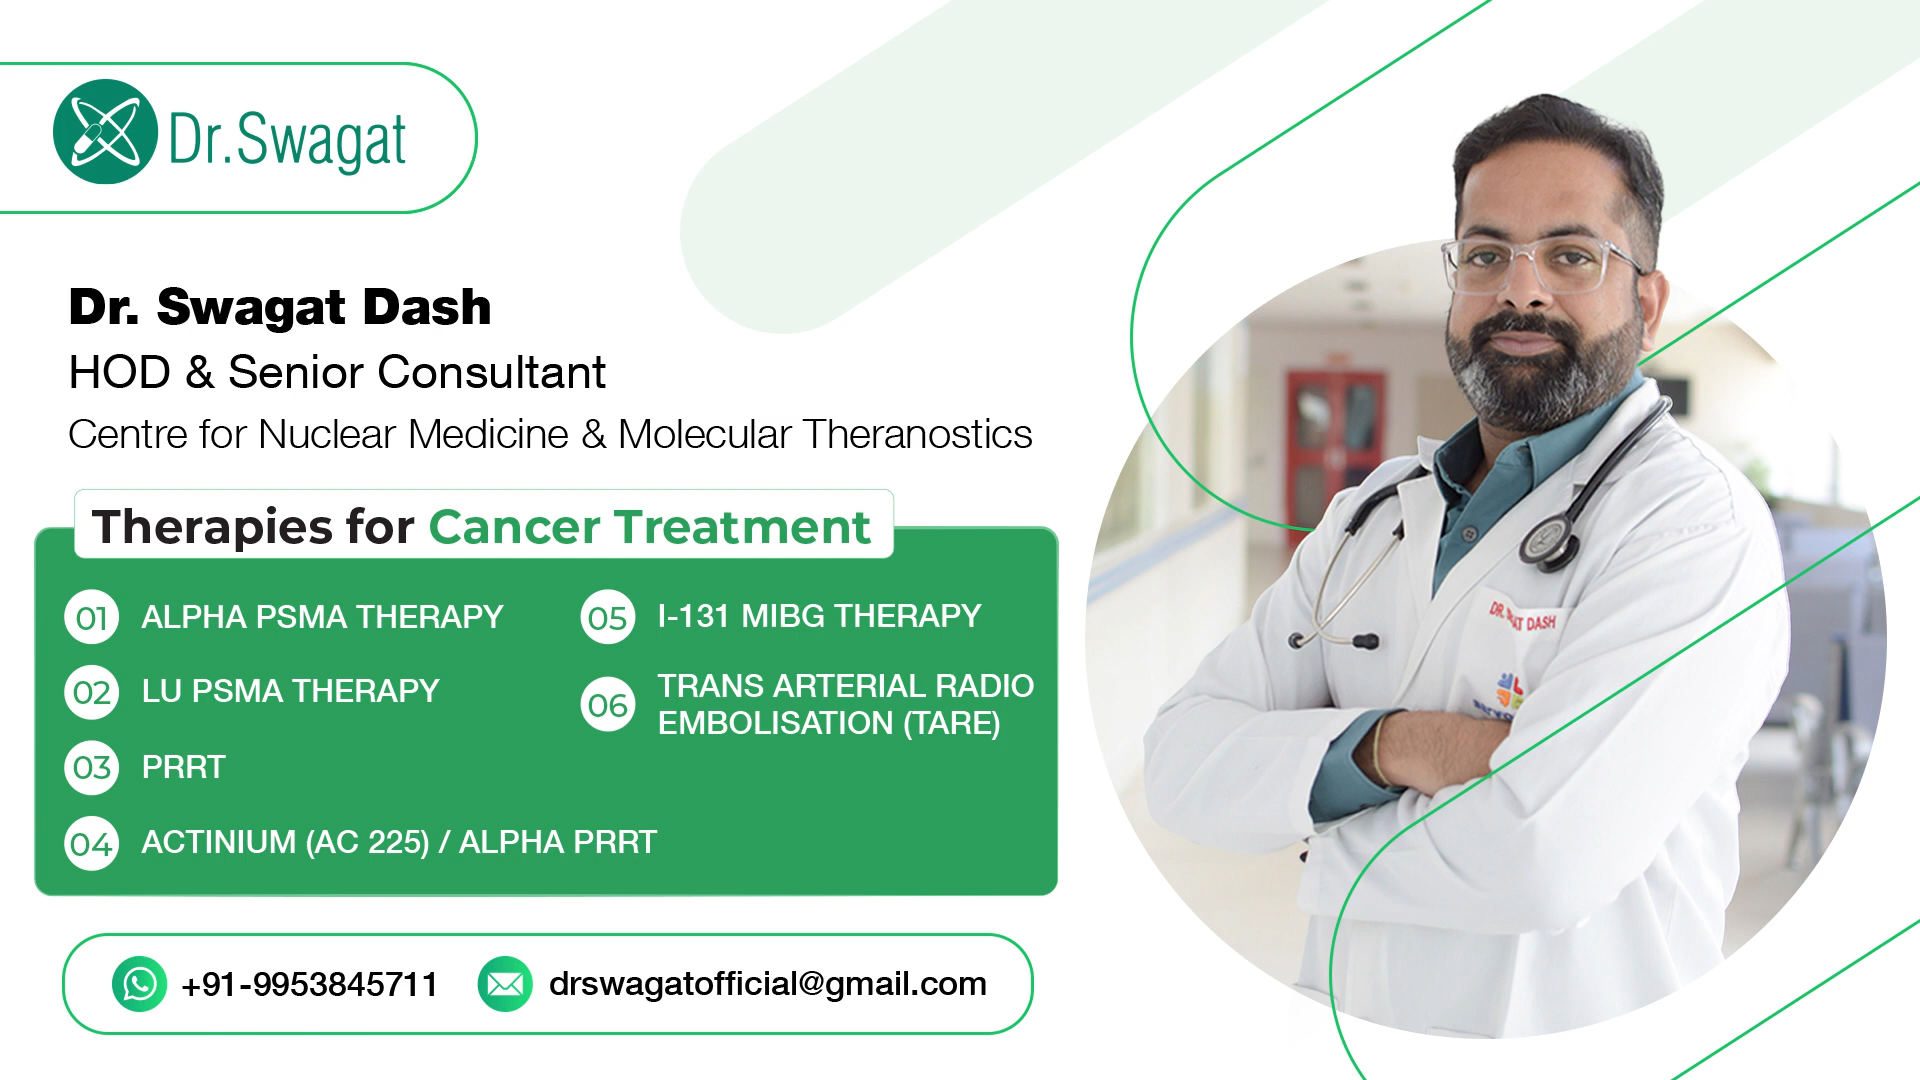 Dr.Swagat
Dr. Swagat Dash
HOD & Senior Consultant
Centre for Nuclear Medicine & Molecular Theranostics
Therapies for Cancer Treatment
01 ALPHA PSMA THERAPY
02 LU PSMA THERAPY
03 PRRT
04 ACTINIUM (AC 225) / ALPHA PRRT
05 I-131 MIBG THERAPY
06 TRANS ARTERIAL RADIO
EMBOLISATION (TARE)
+91-9953845711
drswagatofficial@gmail.com
DR. DASH